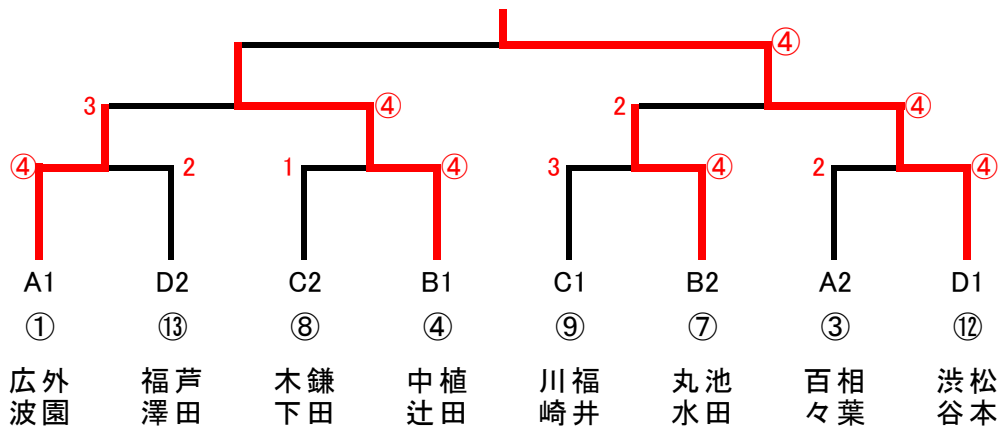 ④
3 ④ 2 ④
④ 2 1 ④ 3 ④ 2 ④
A1 D2 C2 B1 C1 B2 A2 D1
① ⑬ ⑧ ④ ⑨ ⑦ ③ ⑫
外園
広波
芦田
福澤
鎌田
木下
植田
中辻
福井
川崎
池田
丸水
相葉
百々
松本
渋谷